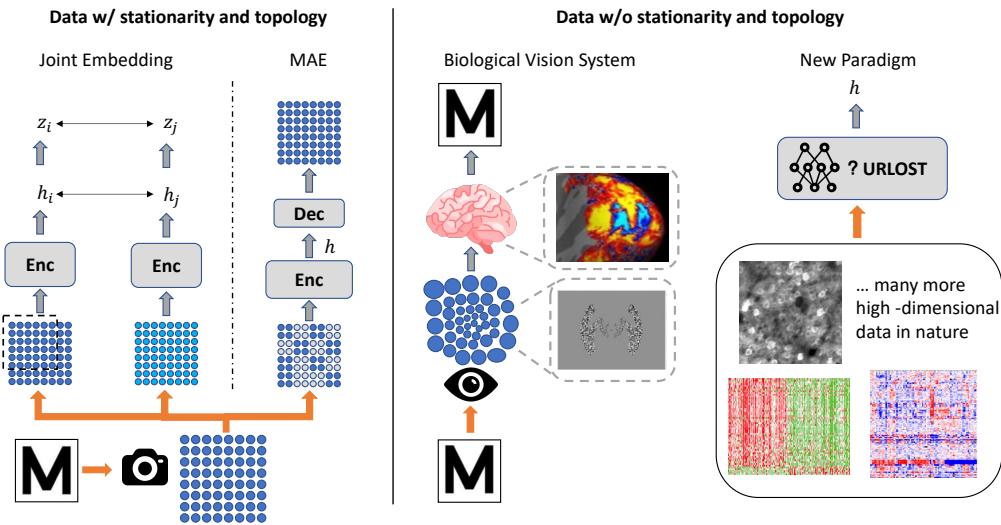 Data w/ stationarity and topology
Joint Embedding
MAE
z_i
z_j
h_i
h_j
Enc
Enc
Dec
h
Enc
M
Data w/o stationarity and topology
Biological Vision System
M
M
New Paradigm
h
? URLOST
... many more
high -dimensional
data in nature